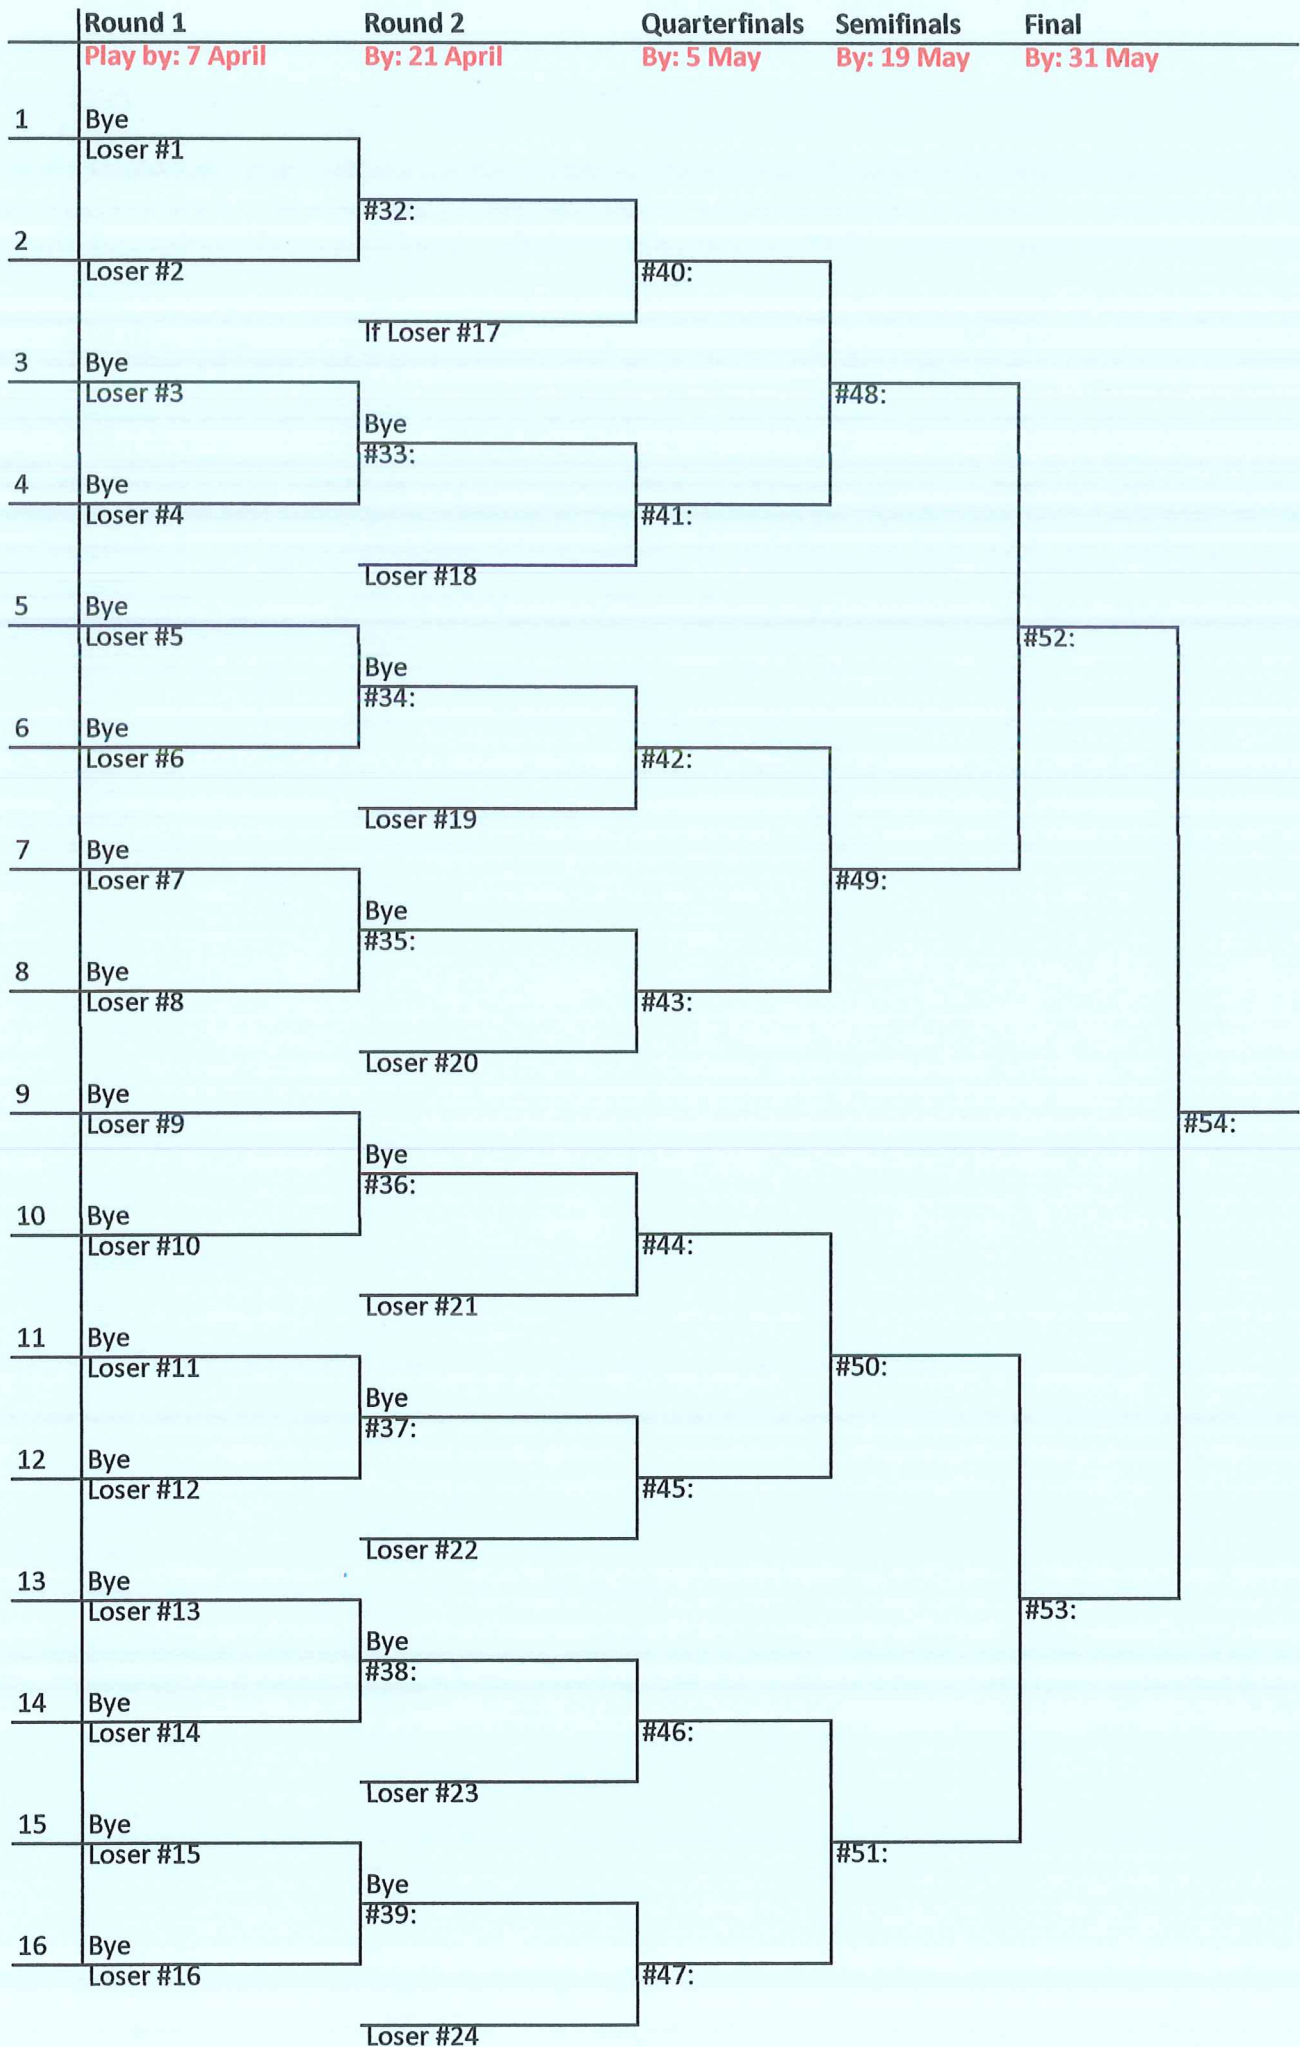 Round 1 Round 2 Quarterfinals Semifinals Final
Play by: 7 April By: 21 April By: 5 May By: 19 May By: 31 May
1 Bye
Loser #1
#32:
2
Loser #2
#40:
If Loser #17
3 Bye
Loser #3
#48:
Bye
#33:
4 Bye
Loser #4
#41:
Loser #18
5 Bye
Loser #5
#52:
Bye
#34:
6 Bye
Loser #6
#42:
Loser #19
7 Bye
Loser #7
#49:
Bye
#35:
8 Bye
Loser #8
#43:
Loser #20
9 Bye
Loser #9
#54:
Bye
#36:
10 Bye
Loser #10
#44:
Loser #21
11 Bye
Loser #11
#50:
Bye
#37:
12 Bye
Loser #12
#45:
Loser #22
13 Bye
Loser #13
#53:
Bye
#38:
14 Bye
Loser #14
#46:
Loser #23
15 Bye
Loser #15
#51:
Bye
#39:
16 Bye
Loser #16
#47:
Loser #24